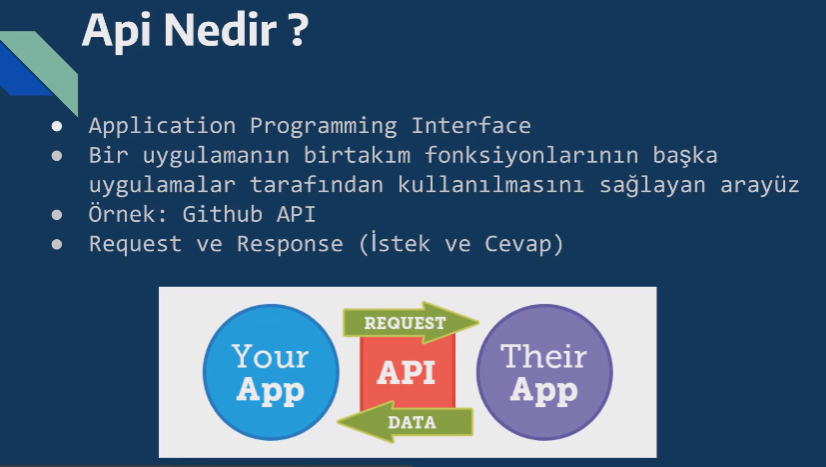 Api Nedir ?
● Application Programming Interface
● Bir uygulamanın birtakım fonksiyonlarının başka
uygulamalar tarafından kullanılmasını sağlayan arayüz
● Örnek: Github API
● Request ve Response (İstek ve Cevap)
REQUEST
Your
App
API
Their
App
DATA